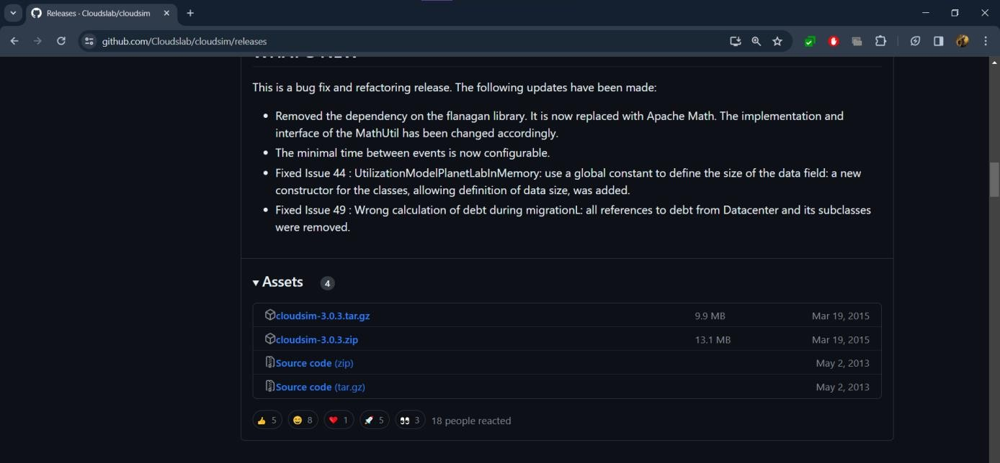 Releases · Cloudslab/cloudsim
github.com/Cloudslab/cloudsim/releases
This is a bug fix and refactoring release. The following updates have been made:
Removed the dependency on the flanagan library. It is now replaced with Apache Math. The implementation and
interface of the MathUtil has been changed accordingly.
The minimal time between events is now configurable.
Fixed Issue 44 : UtilizationModelPlanetLabInMemory: use a global constant to define the size of the data field: a new
constructor for the classes, allowing definition of data size, was added.
Fixed Issue 49 : Wrong calculation of debt during migrationL: all references to debt from Datacenter and its subclasses
were removed.
Assets 4
cloudsim-3.0.3.tar.gz 9.9 MB Mar 19, 2015
cloudsim-3.0.3.zip 13.1 MB Mar 19, 2015
Source code (zip) May 2, 2013
Source code (tar.gz) May 2, 2013
👍 5 😄 8 ❤️ 1 🚀 5 👀 3 18 people reacted